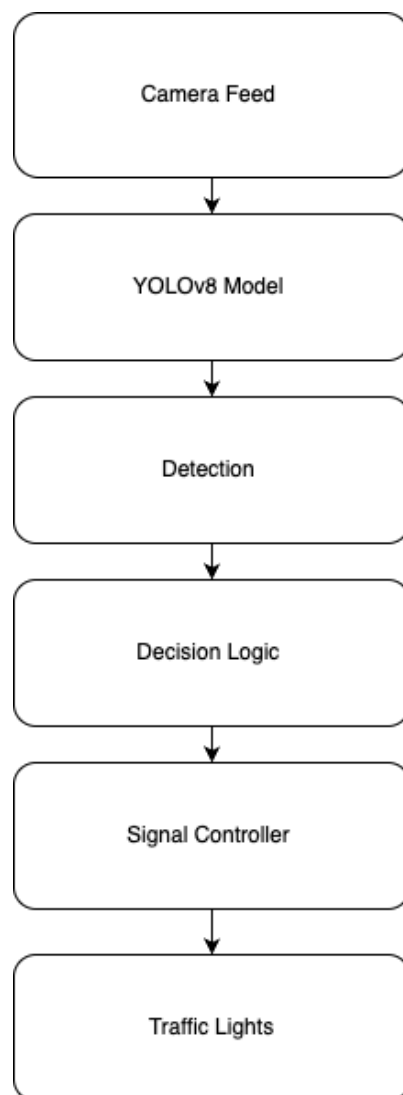 Camera Feed
YOLOv8 Model
Detection
Decision Logic
Signal Controller
Traffic Lights